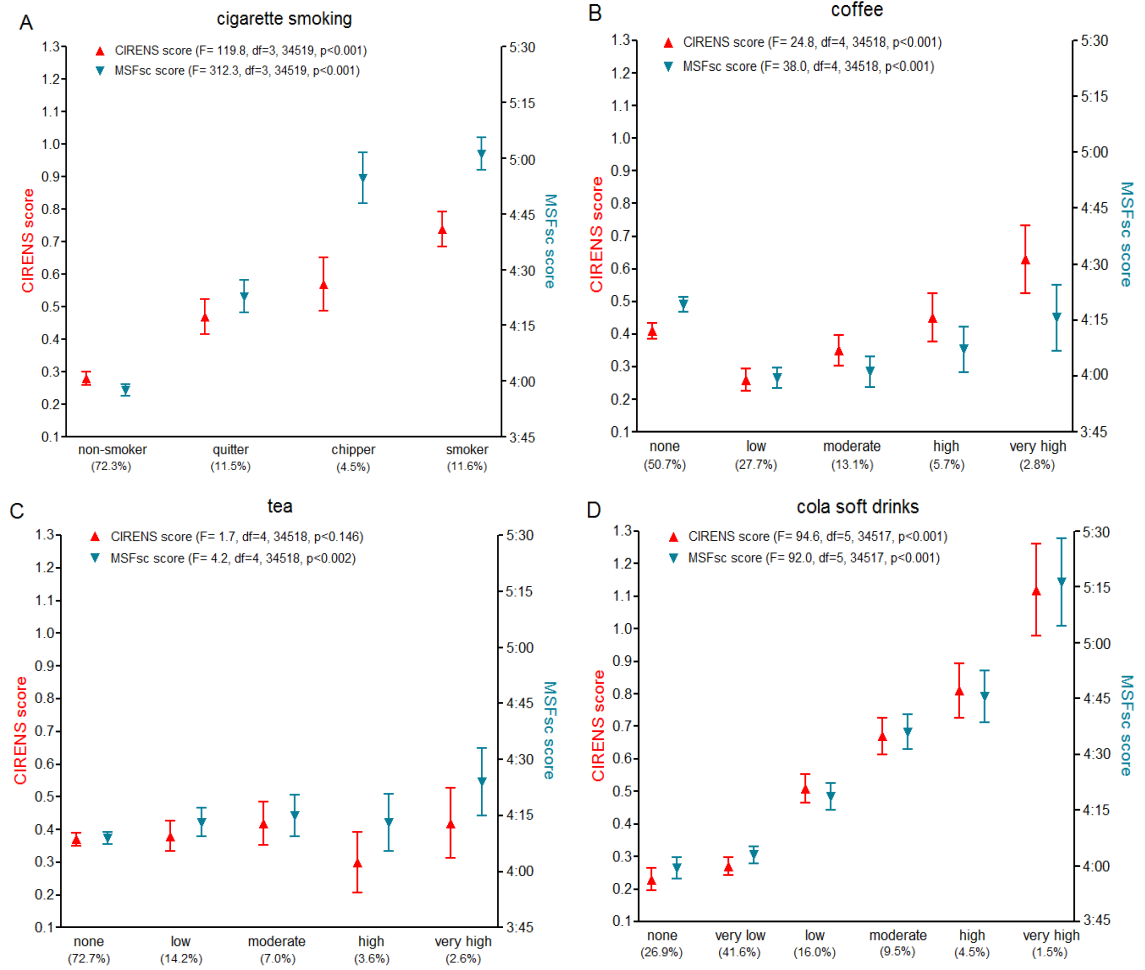 A
cigarette smoking
CIRENS score (F= 119.8, df=3, 34519, p<0.001)
MSFsc score (F= 312.3, df=3, 34519, p<0.001)
1.3
1.2
1.1
1.0
0.9
0.8
0.7
0.6
0.5
0.4
0.3
0.2
0.1
CIRENS score
5:30
5:15
5:00
4:45
4:30
4:15
4:00
3:45
MSFsc score
non-smoker quitter chipper smoker
(72.3%) (11.5%) (4.5%) (11.6%)
B
coffee
CIRENS score (F= 24.8, df=4, 34518, p<0.001)
MSFsc score (F= 38.0, df=4, 34518, p<0.001)
1.3
1.2
1.1
1.0
0.9
0.8
0.7
0.6
0.5
0.4
0.3
0.2
0.1
CIRENS score
5:30
5:15
5:00
4:45
4:30
4:15
4:00
3:45
MSFsc score
none low moderate high very high
(50.7%) (27.7%) (13.1%) (5.7%) (2.8%)
C
tea
CIRENS score (F= 1.7, df=4, 34518, p<0.146)
MSFsc score (F= 4.2, df=4, 34518, p<0.002)
1.3
1.2
1.1
1.0
0.9
0.8
0.7
0.6
0.5
0.4
0.3
0.2
0.1
CIRENS score
5:30
5:15
5:00
4:45
4:30
4:15
4:00
3:45
MSFsc score
none low moderate high very high
(72.7%) (14.2%) (7.0%) (3.6%) (2.6%)
D
cola soft drinks
CIRENS score (F= 94.6, df=5, 34517, p<0.001)
MSFsc score (F= 92.0, df=5, 34517, p<0.001)
1.3
1.2
1.1
1.0
0.9
0.8
0.7
0.6
0.5
0.4
0.3
0.2
0.1
CIRENS score
5:30
5:15
5:00
4:45
4:30
4:15
4:00
3:45
MSFsc score
none very low low moderate high very high
(26.9%) (41.6%) (16.0%) (9.5%) (4.5%) (1.5%)